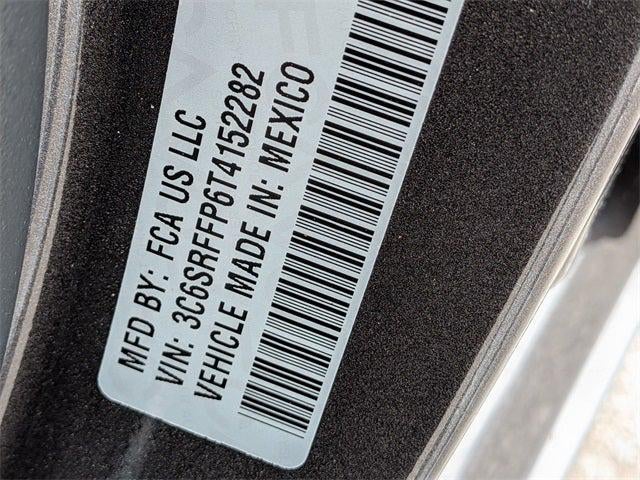 MFD BY: FCA US LLC
VIN: 3C6SRFFP6T4152282
VEHICLE MADE IN: MEXICO